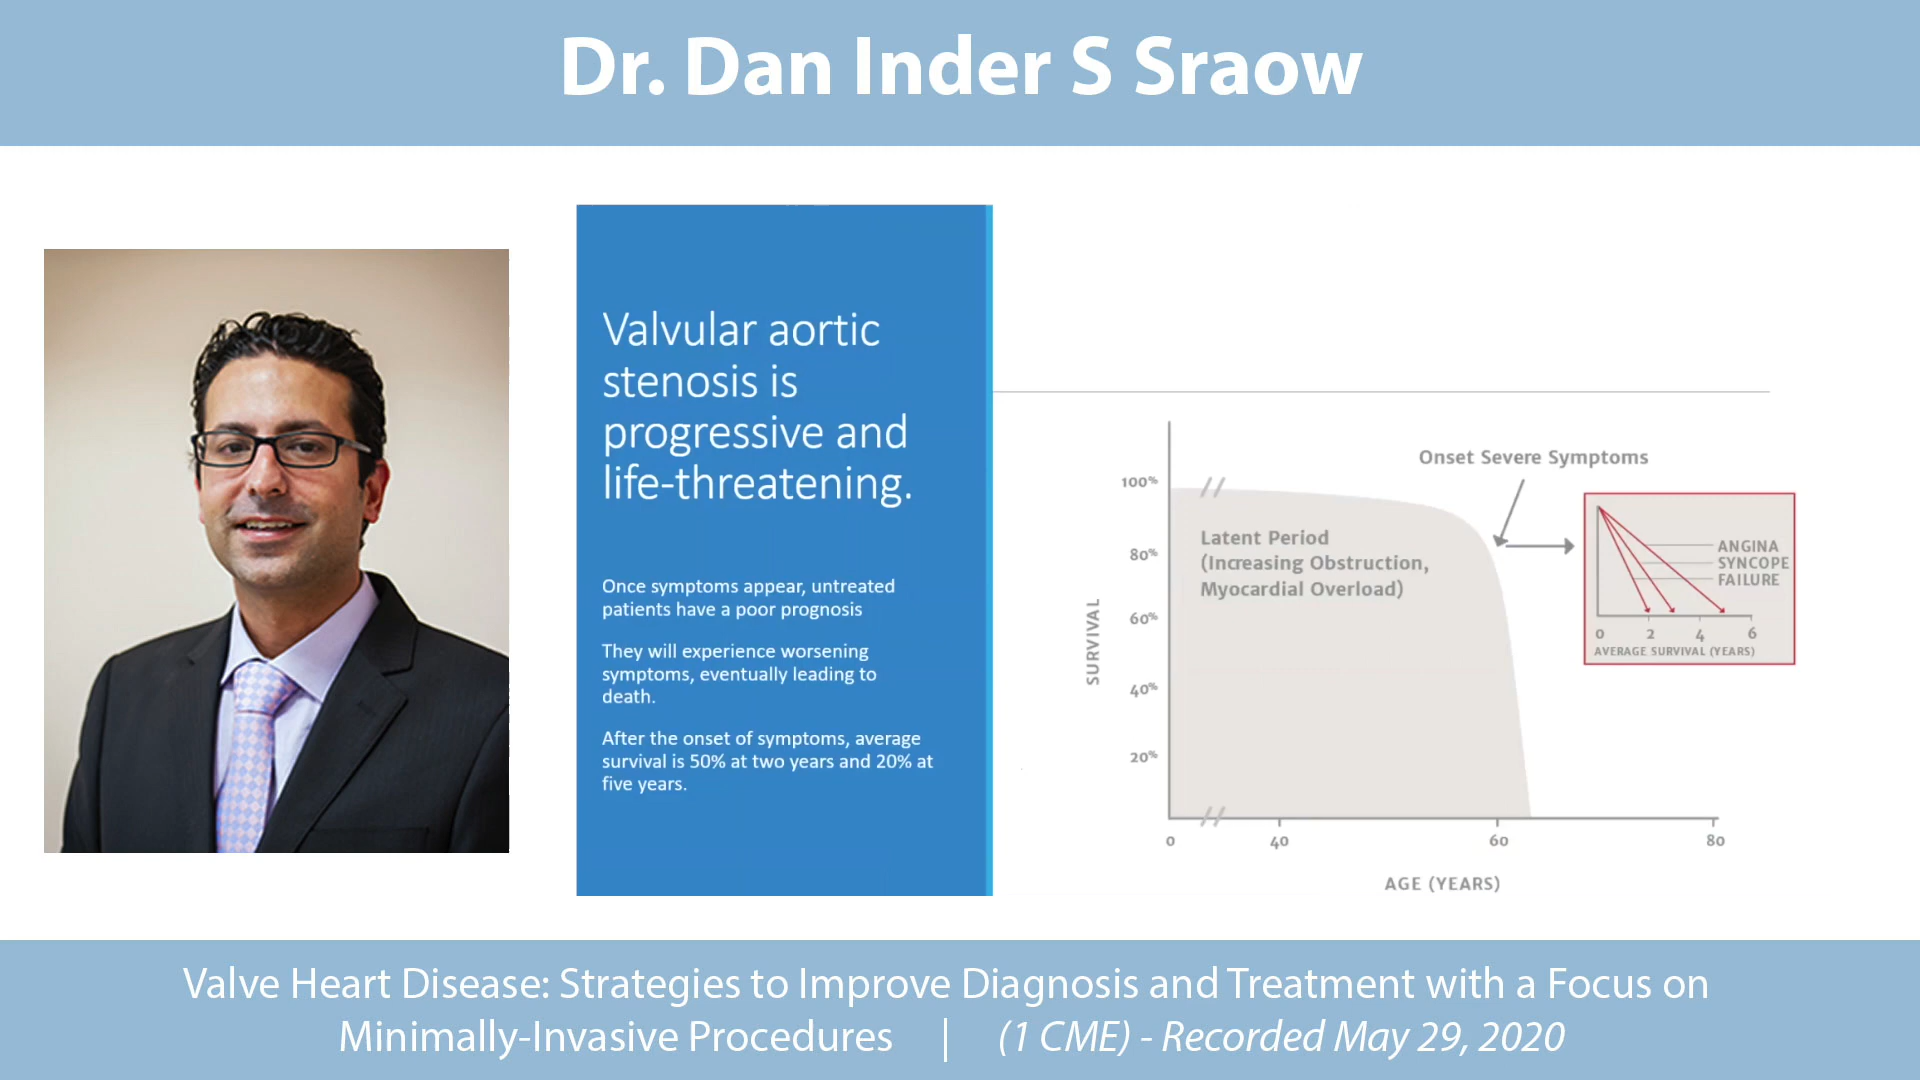 Dr. Dan Inder S Sraow
Valvular aortic
stenosis is
progressive and
life-threatening.
Once symptoms appear, untreated
patients have a poor prognosis
They will experience worsening
symptoms, eventually leading to
death.
After the onset of symptoms, average
survival is 50% at two years and 20% at
five years.
Onset Severe Symptoms
Latent Period
(Increasing Obstruction,
Myocardial Overload)
SURVIVAL
100%
80%
60%
40%
20%
0 40 60 80
AGE (YEARS)
ANGINA
SYNCOPE
FAILURE
0 2 4 6
AVERAGE SURVIVAL (YEARS)
Valve Heart Disease: Strategies to Improve Diagnosis and Treatment with a Focus on
Minimally-Invasive Procedures | (1 CME) - Recorded May 29, 2020